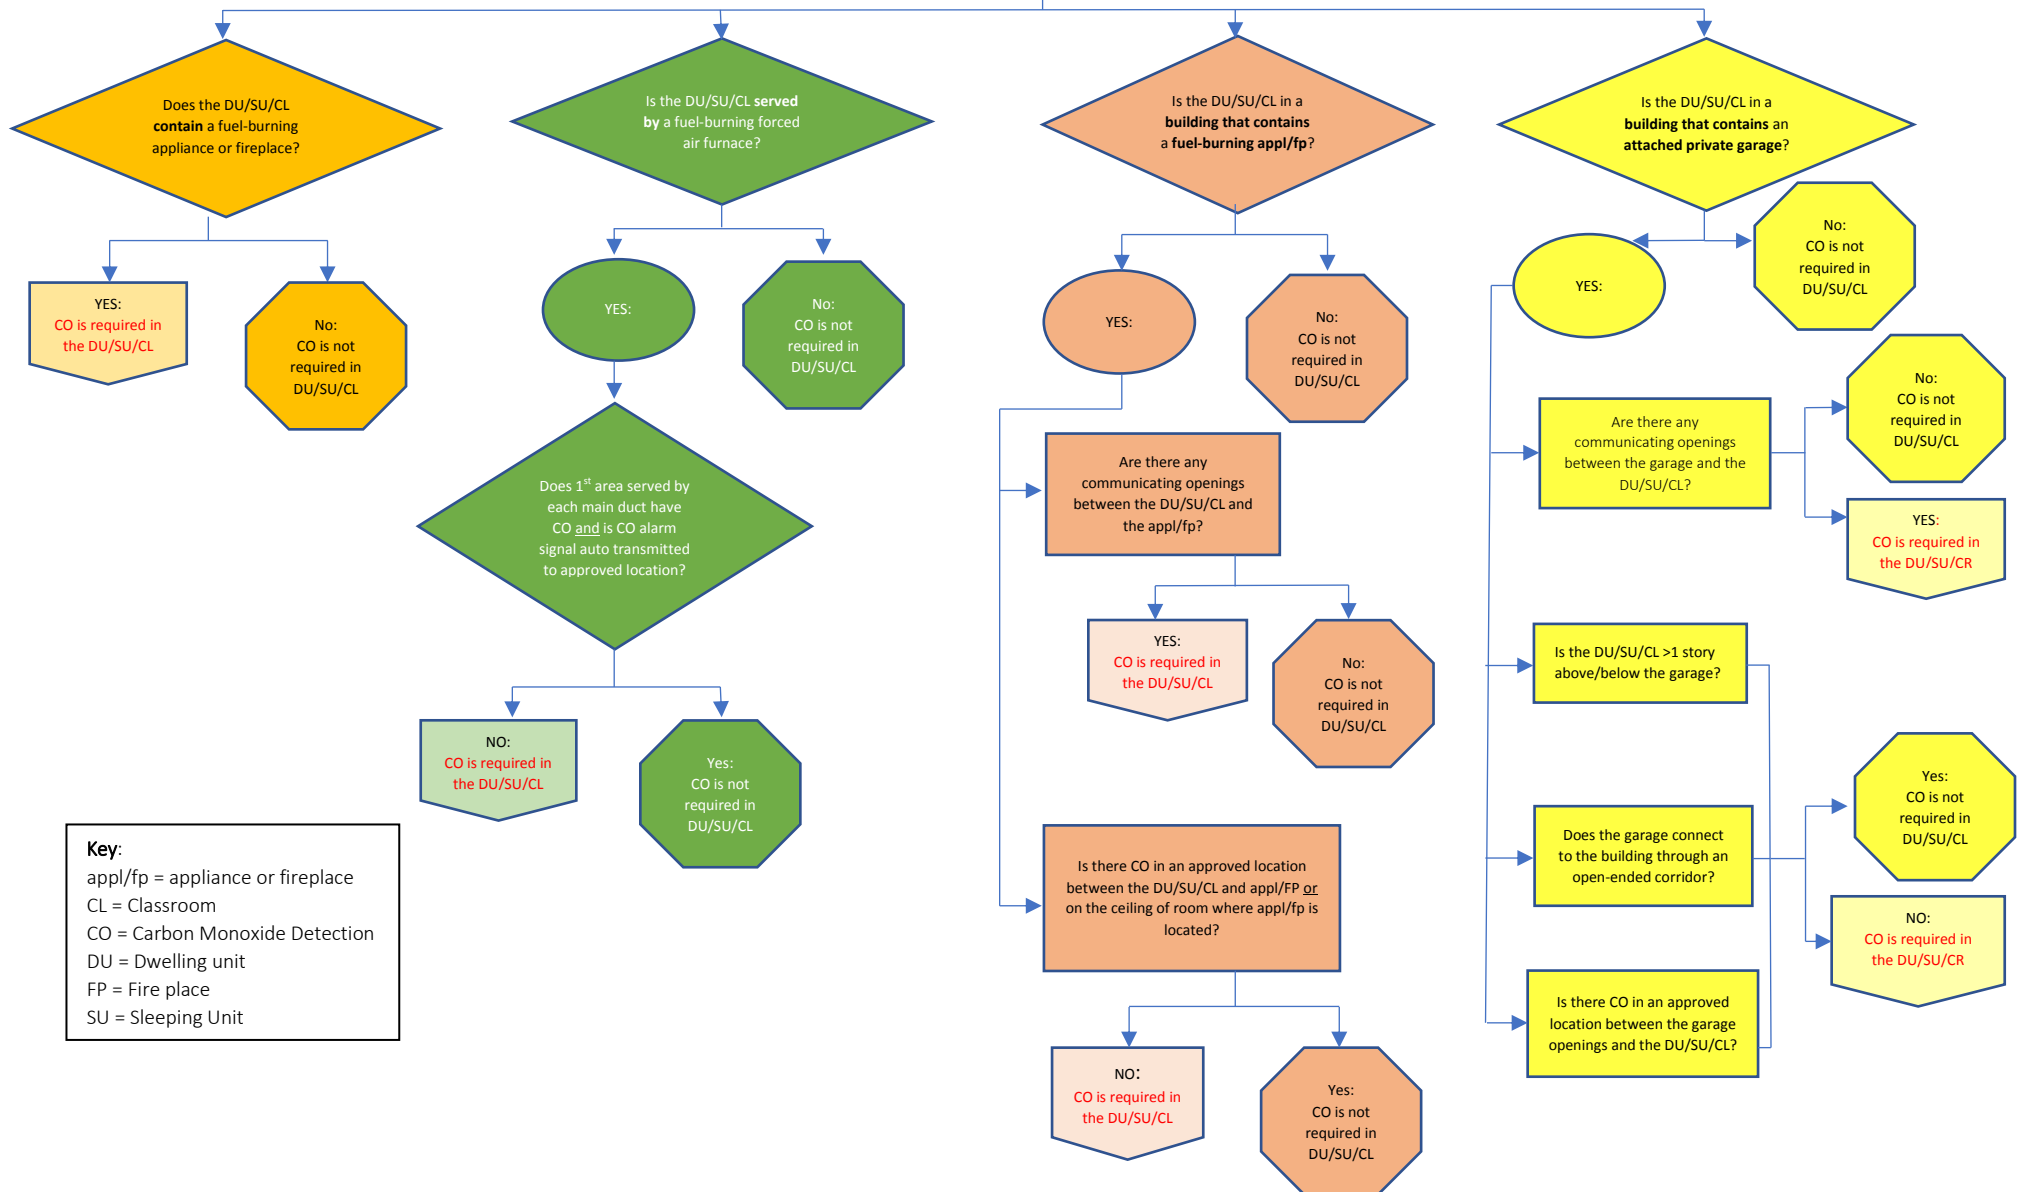 Does the DU/SU/CL
contain a fuel-burning
appliance or fireplace?
YES:
CO is required in
the DU/SU/CL
No:
CO is not
required in
DU/SU/CL
Is the DU/SU/CL served
by a fuel-burning forced
air furnace?
YES:
No:
CO is not
required in
DU/SU/CL
Does 1st area served by
each main duct have
CO and is CO alarm
signal auto transmitted
to approved location?
NO:
CO is required in
the DU/SU/CL
Yes:
CO is not
required in
DU/SU/CL
Is the DU/SU/CL in a
building that contains
a fuel-burning appl/fp?
YES:
No:
CO is not
required in
DU/SU/CL
Are there any
communicating openings
between the DU/SU/CL and
the appl/fp?
YES:
CO is required in
the DU/SU/CL
No:
CO is not
required in
DU/SU/CL
Is there CO in an approved location
between the DU/SU/CL and appl/FP or
on the ceiling of room where appl/fp is
located?
NO:
CO is required in
the DU/SU/CL
Yes:
CO is not
required in
DU/SU/CL
Is the DU/SU/CL in a
building that contains an
attached private garage?
YES:
No:
CO is not
required in
DU/SU/CL
Are there any
communicating openings
between the garage and the
DU/SU/CL?
No:
CO is not
required in
DU/SU/CL
YES:
CO is required in
the DU/SU/CR
Is the DU/SU/CL >1 story
above/below the garage?
Does the garage connect
to the building through an
open-ended corridor?
Is there CO in an approved
location between the garage
openings and the DU/SU/CL?
Yes:
CO is not
required in
DU/SU/CL
NO:
CO is required in
the DU/SU/CR
Key:
appl/fp = appliance or fireplace
CL = Classroom
CO = Carbon Monoxide Detection
DU = Dwelling unit
FP = Fire place
SU = Sleeping Unit